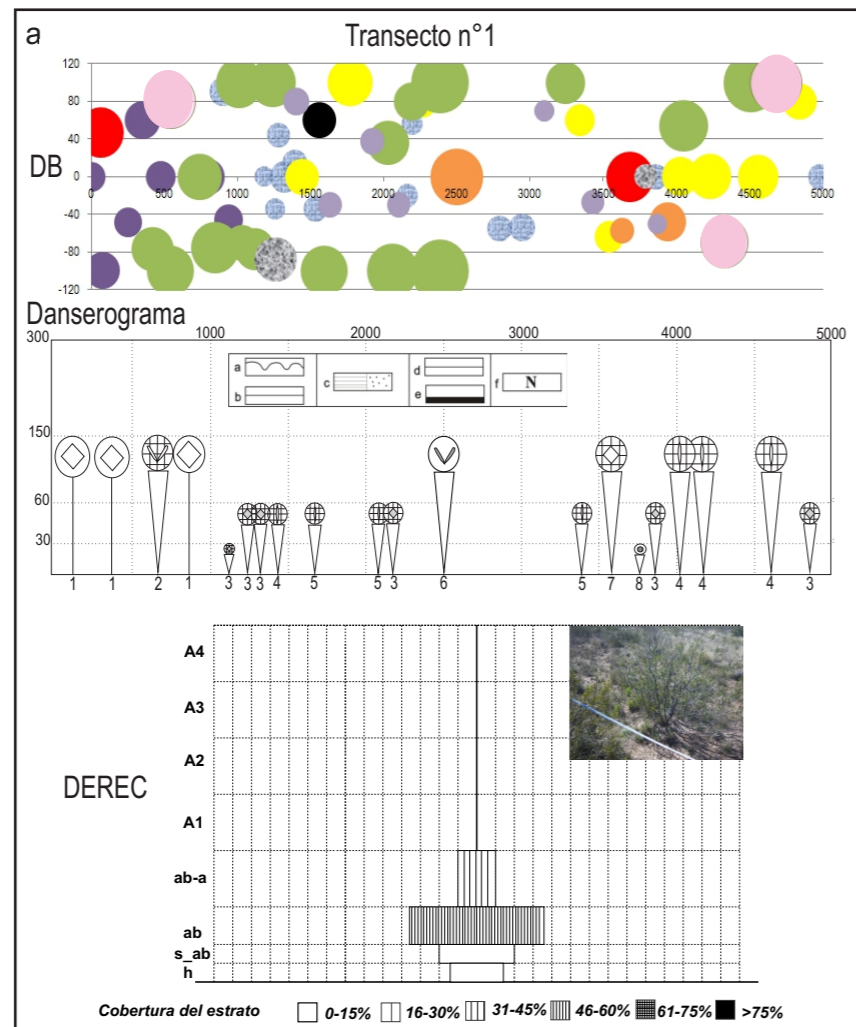 a
Transecto n°1
120
80
40
DB 0
0 500 1000 1500 2000 2500 3000 3500 4000 4500 5000
-40
-80
-120
Danserograma
300 1000 2000 3000 4000 5000
a b c d e f N
150
60
30
1 1 2 1 3 3 3 4 5 5 3 6 5 7 8 3 4 4 4 3
A4
A3
A2
DEREC
A1
ab-a
ab
s_ab
h
Cobertura del estrato 0-15% 16-30% 31-45% 46-60% 61-75% >75%